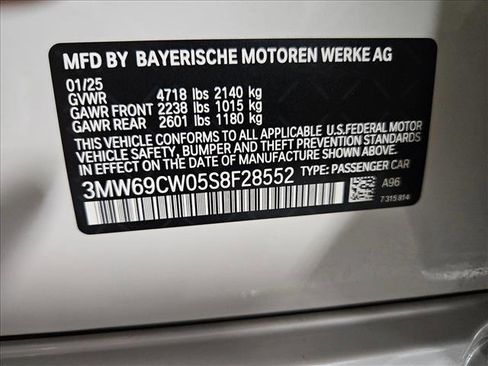 MFD BY BAYERISCHE MOTOREN WERKE AG
01/25
GVWR 4718 lbs 2140 kg
GAWR FRONT 2238 lbs 1015 kg
GAWR REAR 2601 lbs 1180 kg
THIS VEHICLE CONFORMS TO ALL APPLICABLE U.S.FEDERAL MOTOR
VEHICLE SAFETY, BUMPER AND THEFT PREVENTION STANDARDS
IN EFFECT ON THE DATE OF MANUFACTURE SHOWN ABOVE.
3MW69CW05S8F28552 TYPE: PASSENGER CAR
A96
7315814